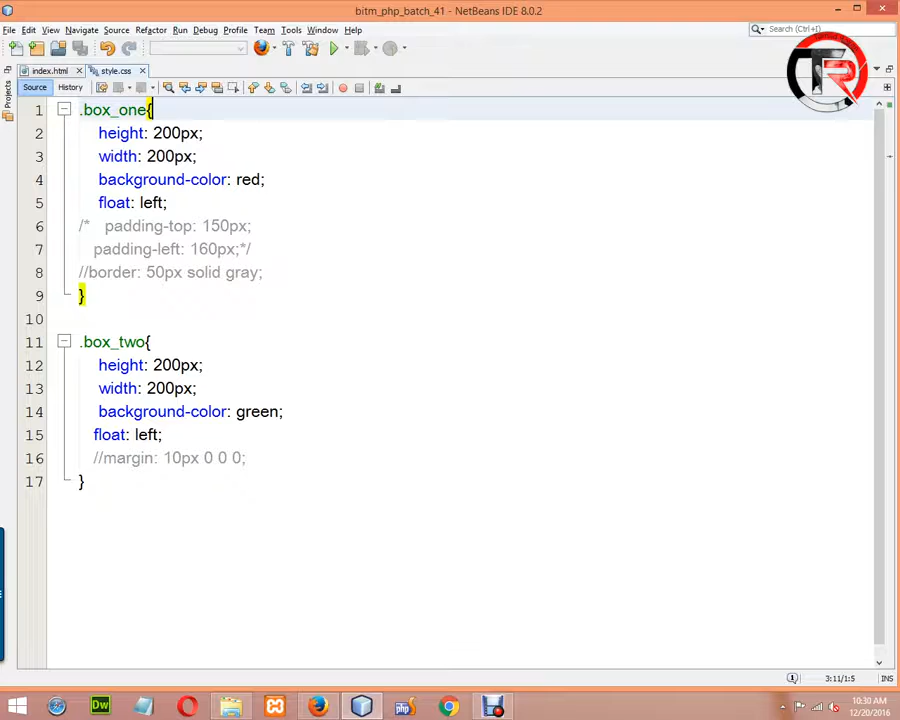 bitm_php_batch_41 - NetBeans IDE 8.0.2
File Edit View Navigate Source Refactor Run Debug Profile Team Tools Window Help
Search (Ctrl+I)
index.html style.css
Source History
Projects
1 .box_one{
2 height: 200px;
3 width: 200px;
4 background-color: red;
5 float: left;
6 /* padding-top: 150px;
7 padding-left: 160px;*/
8 //border: 50px solid gray;
9 }
10
11 .box_two{
12 height: 200px;
13 width: 200px;
14 background-color: green;
15 float: left;
16 //margin: 10px 0 0 0;
17 }
3:11/1:5 INS
Dw
php
10:30 AM
12/20/2016